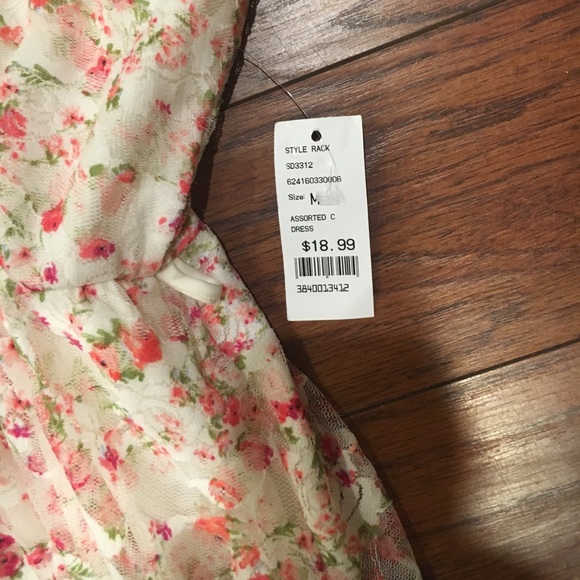 STYLE RACK
SD3312
624160330006
Size: M
ASSORTED C
DRESS
$18.99
3840013412